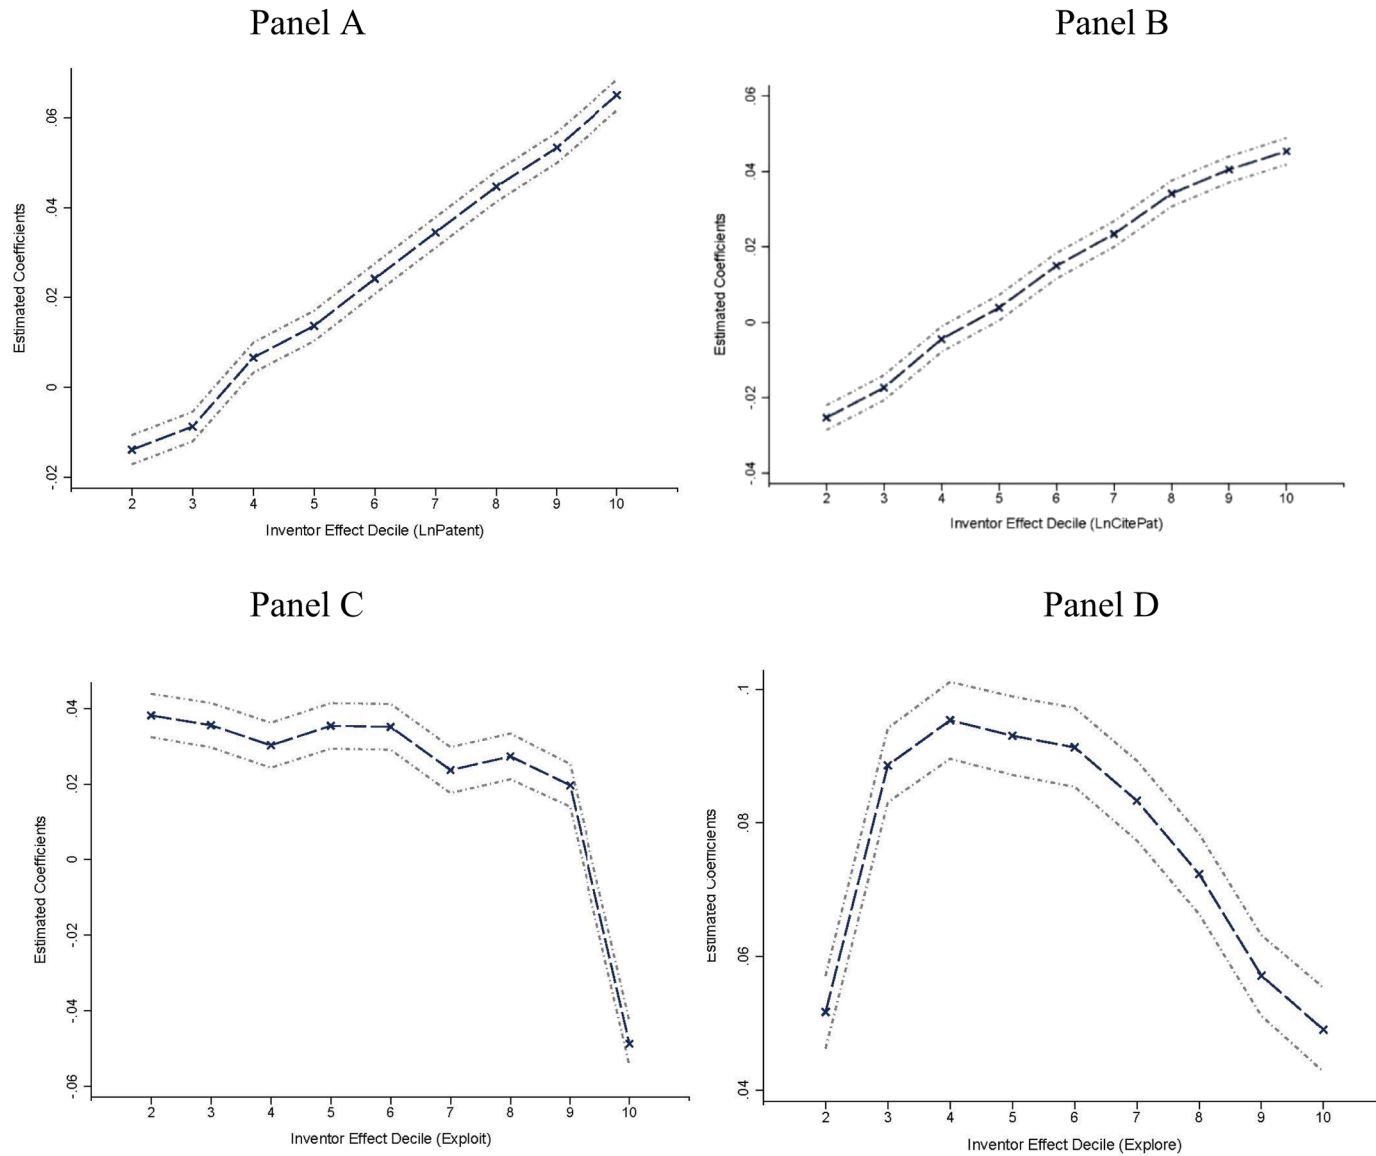 Panel A
Panel B
Estimated Coefficients
-.02
0
.02
.04
.06
2 3 4 5 6 7 8 9 10
Inventor Effect Decile (LnPatent)
Estimated Coefficients
-.04
-.02
0
.02
.04
.06
2 3 4 5 6 7 8 9 10
Inventor Effect Decile (LnCitePat)
Panel C
Panel D
Estimated Coefficients
-.06
-.04
-.02
0
.02
.04
2 3 4 5 6 7 8 9 10
Inventor Effect Decile (Exploit)
Estimated Coefficients
.04
.06
.08
.1
2 3 4 5 6 7 8 9 10
Inventor Effect Decile (Explore)